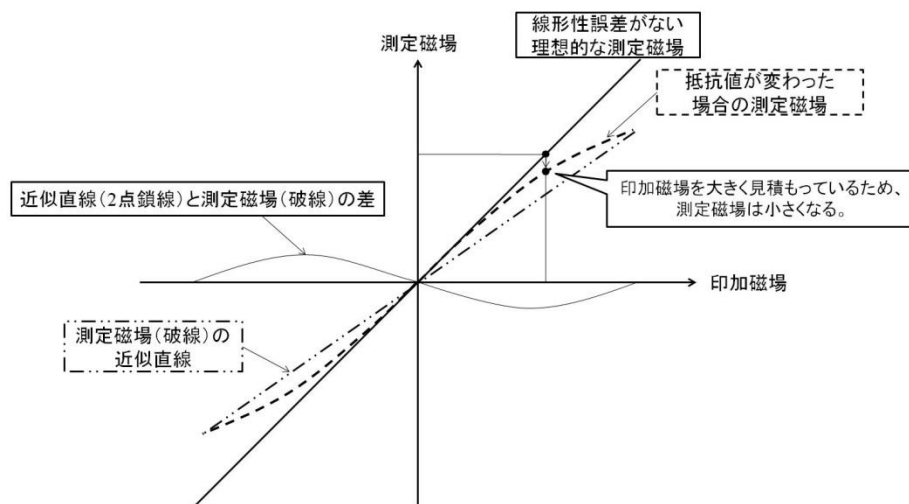 測定磁場
線形性誤差がない
理想的な測定磁場
抵抗値が変わった
場合の測定磁場
近似直線(2点鎖線)と測定磁場(破線)の差
印加磁場を大きく見積もっているため、
測定磁場は小さくなる。
印加磁場
測定磁場(破線)の
近似直線